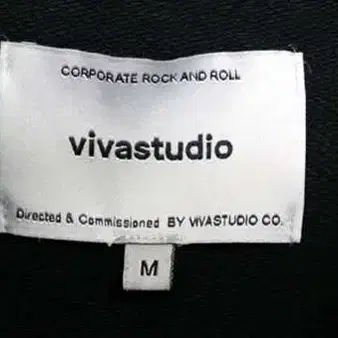 CORPORATE ROCK AND ROLL
vivastudio
Directed & Commissioned BY VIVASTUDIO CO.
M